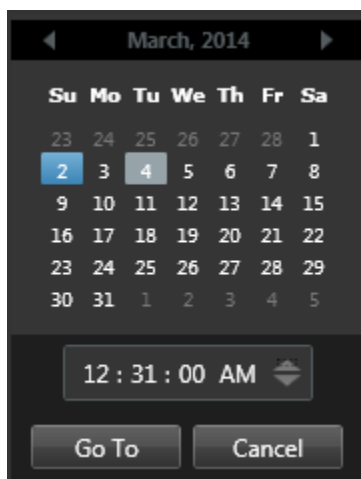 March, 2014
Su Mo Tu We Th Fr Sa
23 24 25 26 27 28 1
2 3 4 5 6 7 8
9 10 11 12 13 14 15
16 17 18 19 20 21 22
23 24 25 26 27 28 29
30 31 1 2 3 4 5
12 : 31 : 00 AM
Go To Cancel